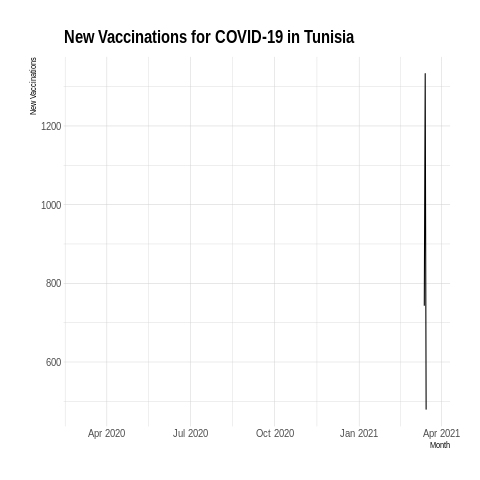 New Vaccinations for COVID-19 in Tunisia
New Vaccinations
1200
1000
800
600
Apr 2020 Jul 2020 Oct 2020 Jan 2021 Apr 2021
Month